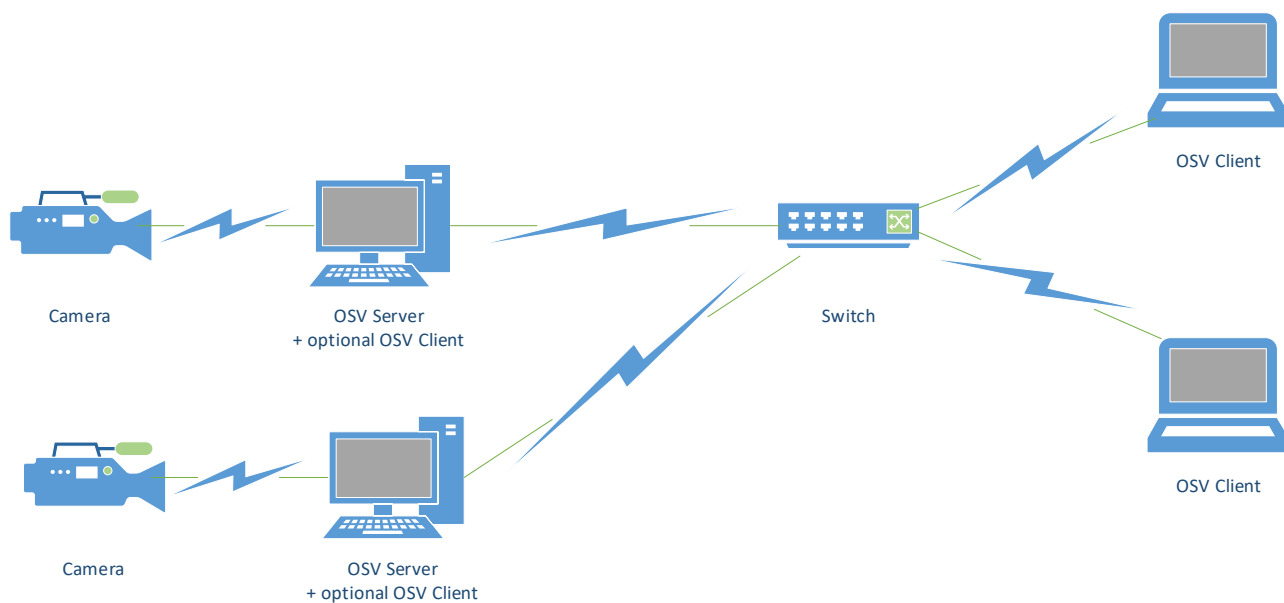 OSV Client
Camera
OSV Server
+ optional OSV Client
Switch
OSV Client
Camera
OSV Server
+ optional OSV Client